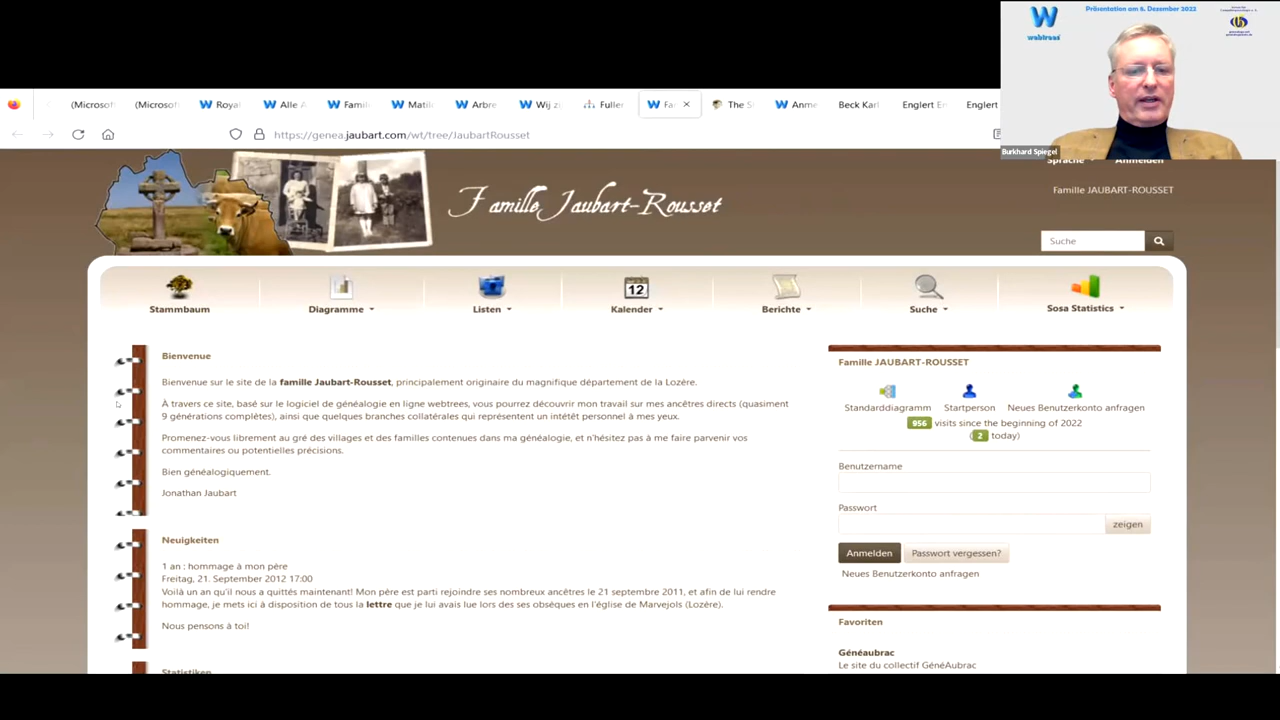 Präsentation am 6. Dezember 2022
webtrees
Burkhard Spiegel
(Microsoft
(Microsoft
Royal
Alle A
Famil
Matil
Arbre
Wij zi
Fuller
Fa
The S
Anme
Beck Karl
Englert Er
Englert
https://genea.jaubart.com/wt/tree/JaubartRousset
Sprache
Anmelden
Famille JAUBART-ROUSSET
Famille Jaubart-Rousset
Suche
12
Stammbaum
Diagramme
Listen
Kalender
Berichte
Suche
Sosa Statistics
Bienvenue
Bienvenue sur le site de la famille Jaubart-Rousset, principalement originaire du magnifique département de la Lozère.
À travers ce site, basé sur le logiciel de généalogie en ligne webtrees, vous pourrez découvrir mon travail sur mes ancêtres directs (quasiment
9 générations complètes), ainsi que quelques branches collatérales qui représentent un intétêt personnel à mes yeux.
Promenez-vous librement au gré des villages et des familles contenues dans ma généalogie, et n'hésitez pas à me faire parvenir vos
commentaires ou potentielles précisions.
Bien généalogiquement.
Jonathan Jaubart
Neuigkeiten
1 an : hommage à mon père
Freitag, 21. September 2012 17:00
Voilà un an qu'il nous a quittés maintenant! Mon père est parti rejoindre ses nombreux ancêtres le 21 septembre 2011, et afin de lui rendre
hommage, je mets ici à disposition de tous la lettre que je lui avais lue lors des ses obsèques en l'église de Marvejols (Lozère).
Nous pensons à toi!
Statistiken
Famille JAUBART-ROUSSET
Standarddiagramm
Startperson
Neues Benutzerkonto anfragen
956 visits since the beginning of 2022
(2 today)
Benutzername
Passwort
zeigen
Anmelden
Passwort vergessen?
Neues Benutzerkonto anfragen
Favoriten
Généaubrac
Le site du collectif GénéAubrac